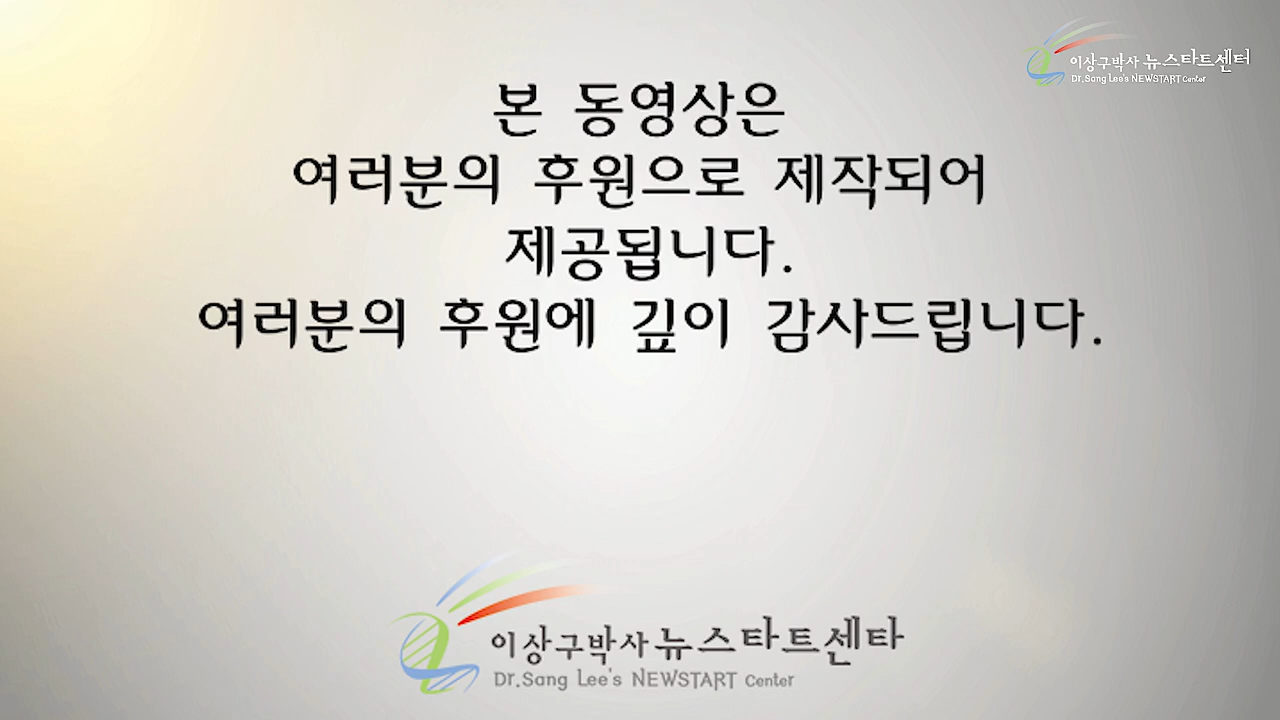 이상구박사 뉴스타트센터
Dr.Sang Lee's NEWSTART Center
본 동영상은
여러분의 후원으로 제작되어
제공됩니다.
여러분의 후원에 깊이 감사드립니다.
이상구박사 뉴스타트센타
Dr.Sang Lee's NEWSTART Center